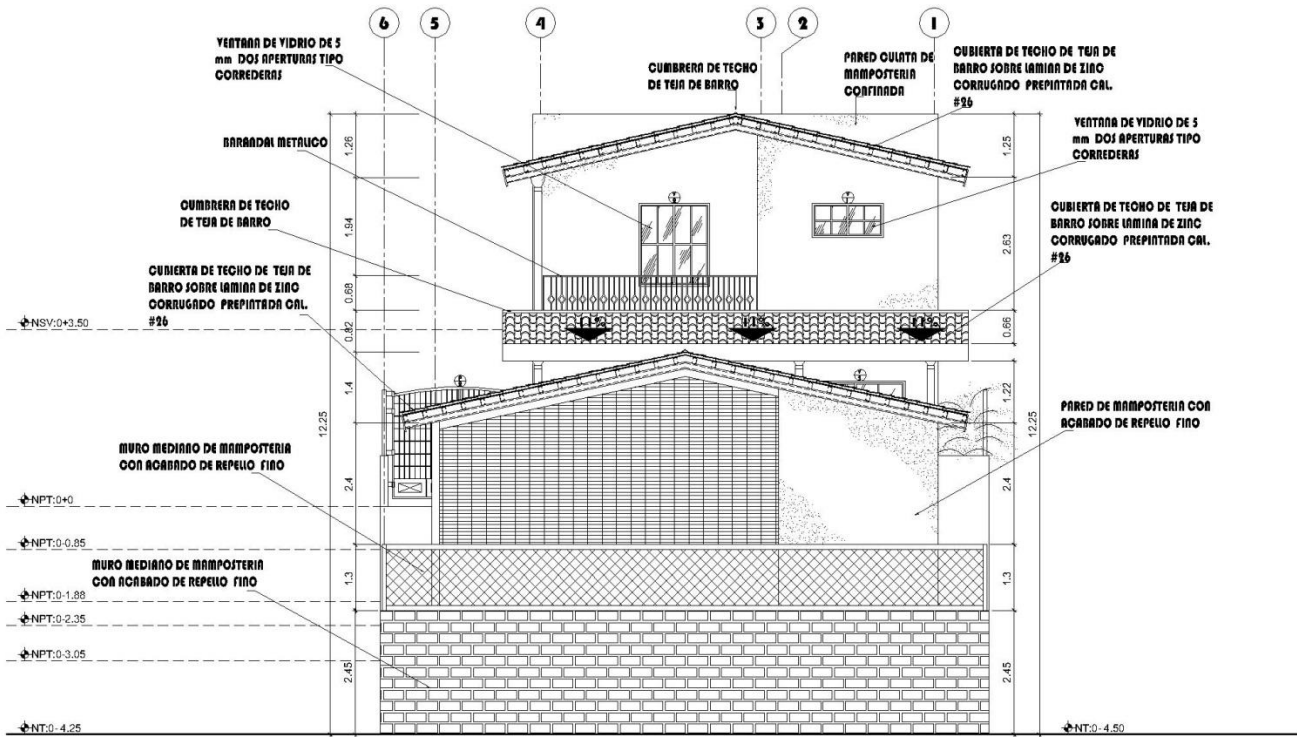 6
5
4
3
2
1
VENTANA DE VIDRIO DE 5
mm DOS APERTURAS TIPO
CORREDERAS
CUMBRERA DE TECHO
DE TEJA DE BARRO
PARED CULATA DE
MAMPOSTERIA
CONFINADA
CUBIERTA DE TECHO DE TEJA DE
BARRO SOBRE LAMINA DE ZINC
CORRUGADO PREPINTADA CAL.
#26
VENTANA DE VIDRIO DE 5
mm DOS APERTURAS TIPO
CORREDERAS
BARANDAL METALICO
CUMBRERA DE TECHO
DE TEJA DE BARRO
CUBIERTA DE TECHO DE TEJA DE
BARRO SOBRE LAMINA DE ZINC
CORRUGADO PREPINTADA CAL.
#26
CUBIERTA DE TECHO DE TEJA DE
BARRO SOBRE LAMINA DE ZINC
CORRUGADO PREPINTADA CAL.
#26
1.26
1.94
0.68
0.82
1.4
2.4
1.3
2.45
12.25
1.25
2.63
0.66
1.22
2.4
1.3
2.45
12.25
11%
11%
11%
NSV:0+3.50
PARED DE MAMPOSTERIA CON
ACABADO DE REPELLO FINO
MURO MEDIANO DE MAMPOSTERIA
CON ACABADO DE REPELLO FINO
NPT:0+0
NPT:0-0.85
MURO MEDIANO DE MAMPOSTERIA
CON ACABADO DE REPELLO FINO
NPT:0-1.88
NPT:0-2.35
NPT:0-3.05
NT:0-4.25
NT:0-4.50